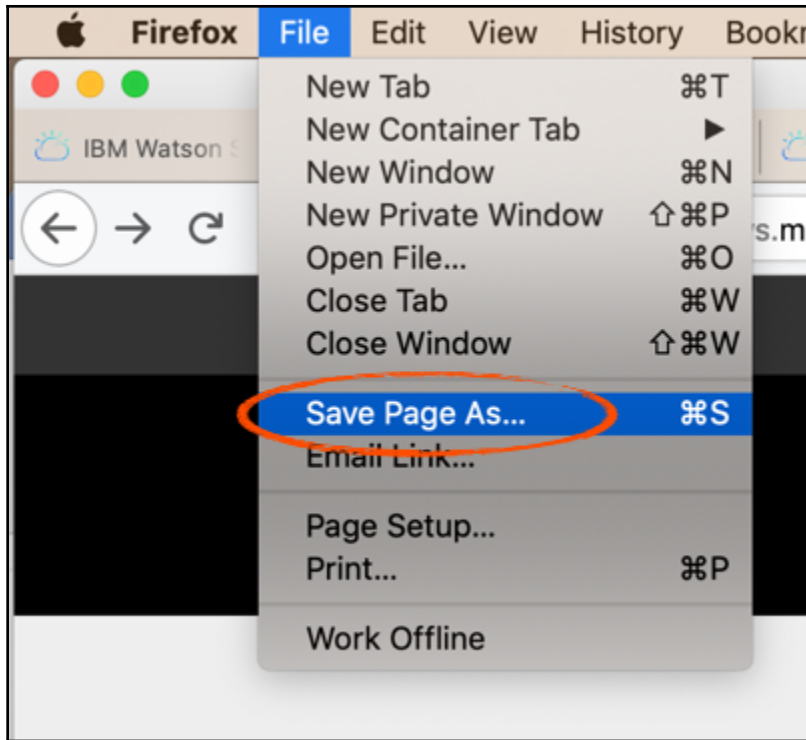 Firefox File Edit View History
IBM Watson
New Tab ⌘T
New Container Tab ▶
New Window ⌘N
New Private Window ⇧⌘P
Open File... ⌘O
Close Tab ⌘W
Close Window ⇧⌘W
Save Page As... ⌘S
Email Link...
Page Setup...
Print... ⌘P
Work Offline